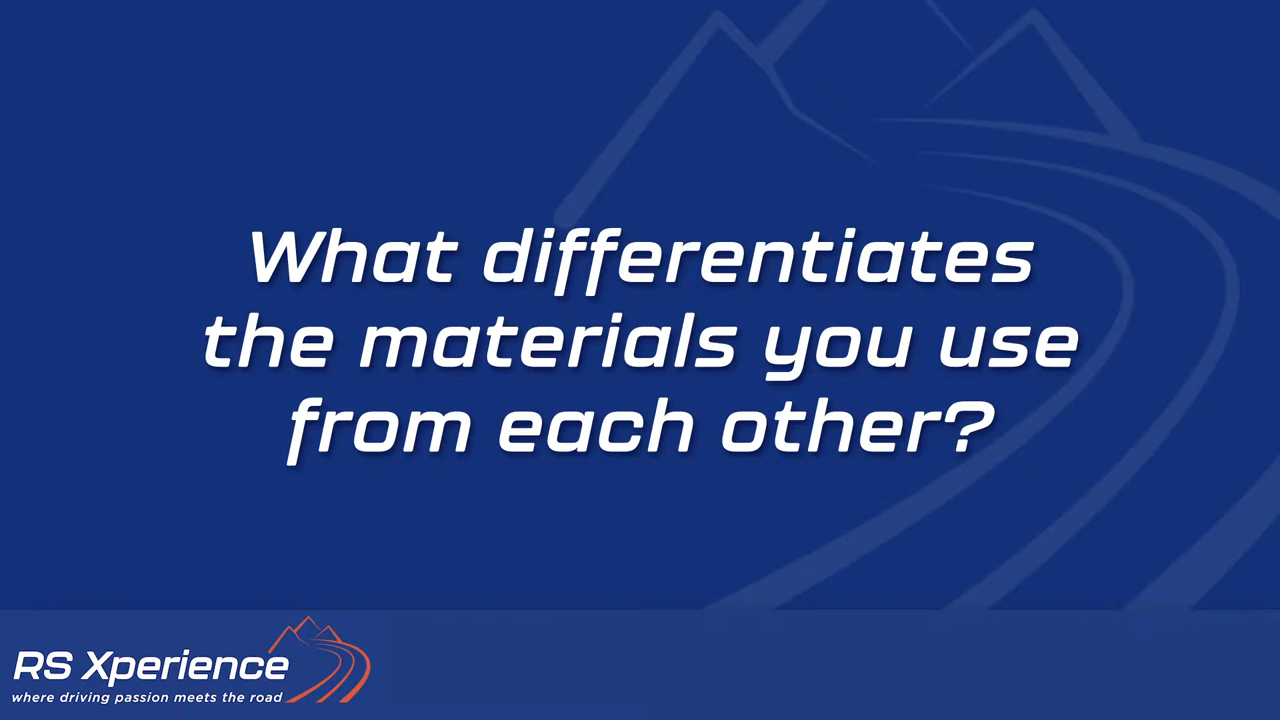 What differentiates
the materials you use
from each other?
RS Xperience
where driving passion meets the road